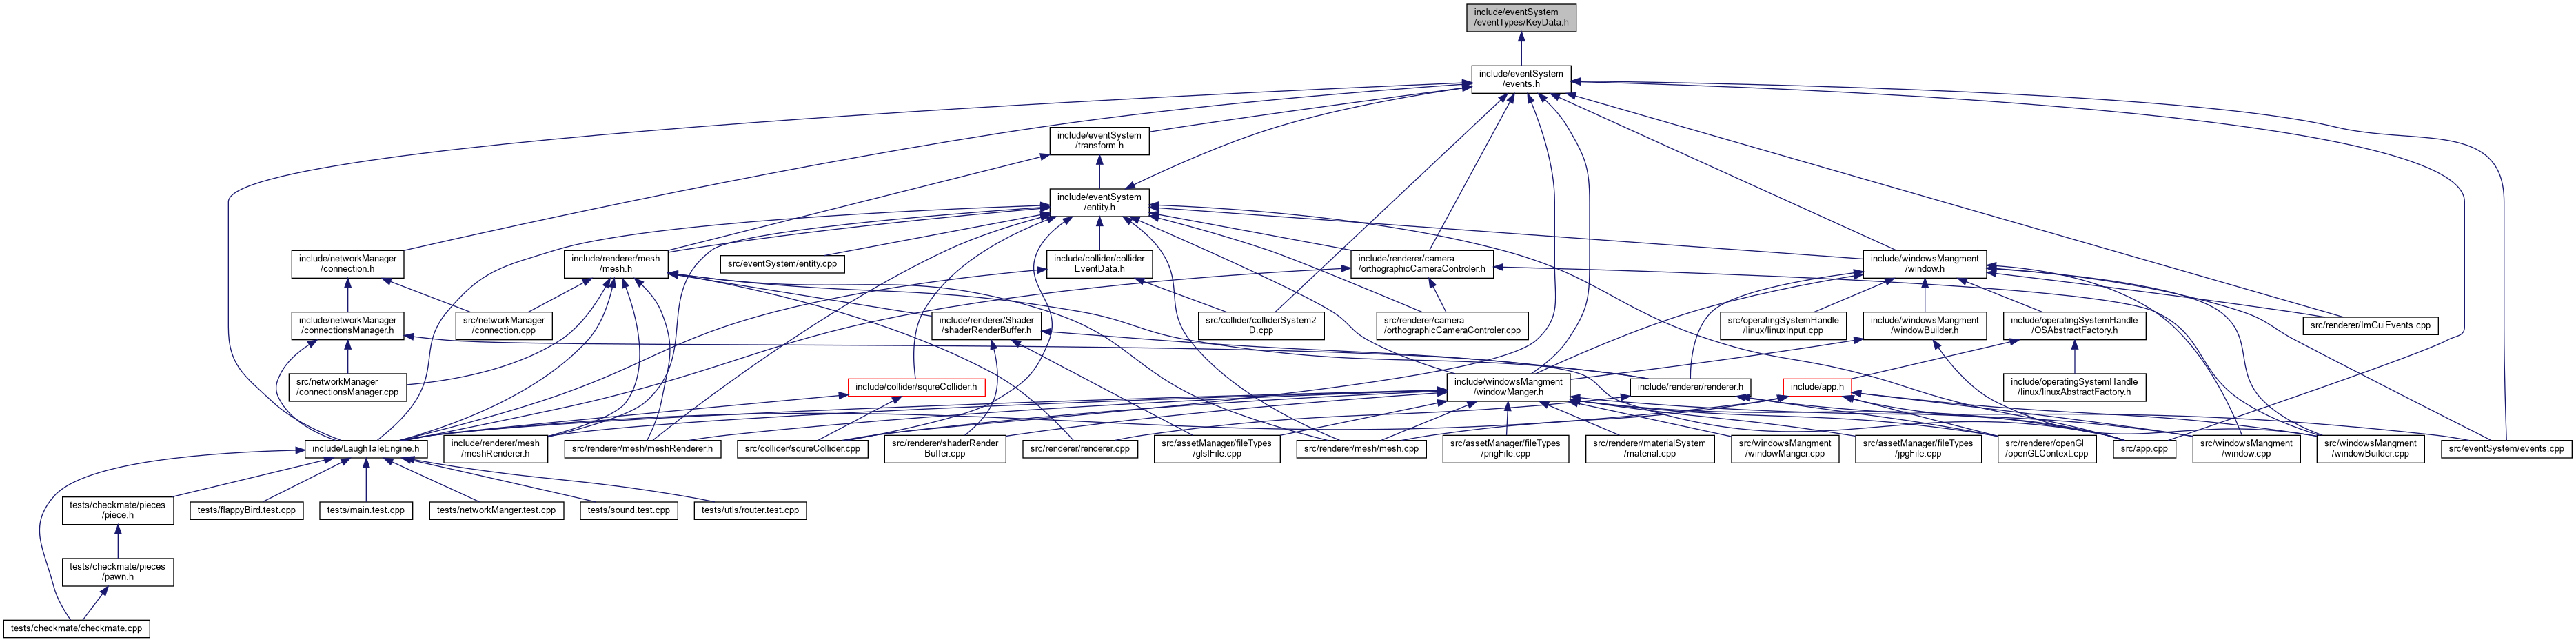 include/eventSystem
/eventTypes/KeyData.h
include/eventSystem
/events.h
include/eventSystem
/transform.h
include/eventSystem
/entity.h
include/networkManager
/connection.h
include/renderer/mesh
/mesh.h
src/eventSystem/entity.cpp
include/collider/collider
EventData.h
include/renderer/camera
/orthographicCameraControler.h
include/windowsMangment
/window.h
include/networkManager
/connectionsManager.h
src/networkManager
/connection.cpp
include/renderer/Shader
/shaderRenderBuffer.h
src/collider/colliderSystem2
D.cpp
src/renderer/camera
/orthographicCameraControler.cpp
src/operatingSystemHandle
/linux/linuxInput.cpp
include/windowsMangment
/windowBuilder.h
include/operatingSystemHandle
/OSAbstractFactory.h
src/renderer/ImGuiEvents.cpp
src/networkManager
/connectionsManager.cpp
include/collider/squreCollider.h
include/windowsMangment
/windowManger.h
include/renderer/renderer.h
include/app.h
include/operatingSystemHandle
/linux/linuxAbstractFactory.h
include/LaughTaleEngine.h
include/renderer/mesh
/meshRenderer.h
src/renderer/mesh/meshRenderer.h
src/collider/squreCollider.cpp
src/renderer/shaderRender
Buffer.cpp
src/renderer/renderer.cpp
src/assetManager/fileTypes
/glslFile.cpp
src/renderer/mesh/mesh.cpp
src/assetManager/fileTypes
/pngFile.cpp
src/renderer/materialSystem
/material.cpp
src/windowsMangment
/windowManger.cpp
src/assetManager/fileTypes
/jpgFile.cpp
src/renderer/openGl
/openGLContext.cpp
src/app.cpp
src/windowsMangment
/window.cpp
src/windowsMangment
/windowBuilder.cpp
src/eventSystem/events.cpp
tests/checkmate/pieces
/piece.h
tests/flappyBird.test.cpp
tests/main.test.cpp
tests/networkManger.test.cpp
tests/sound.test.cpp
tests/utls/router.test.cpp
tests/checkmate/pieces
/pawn.h
tests/checkmate/checkmate.cpp